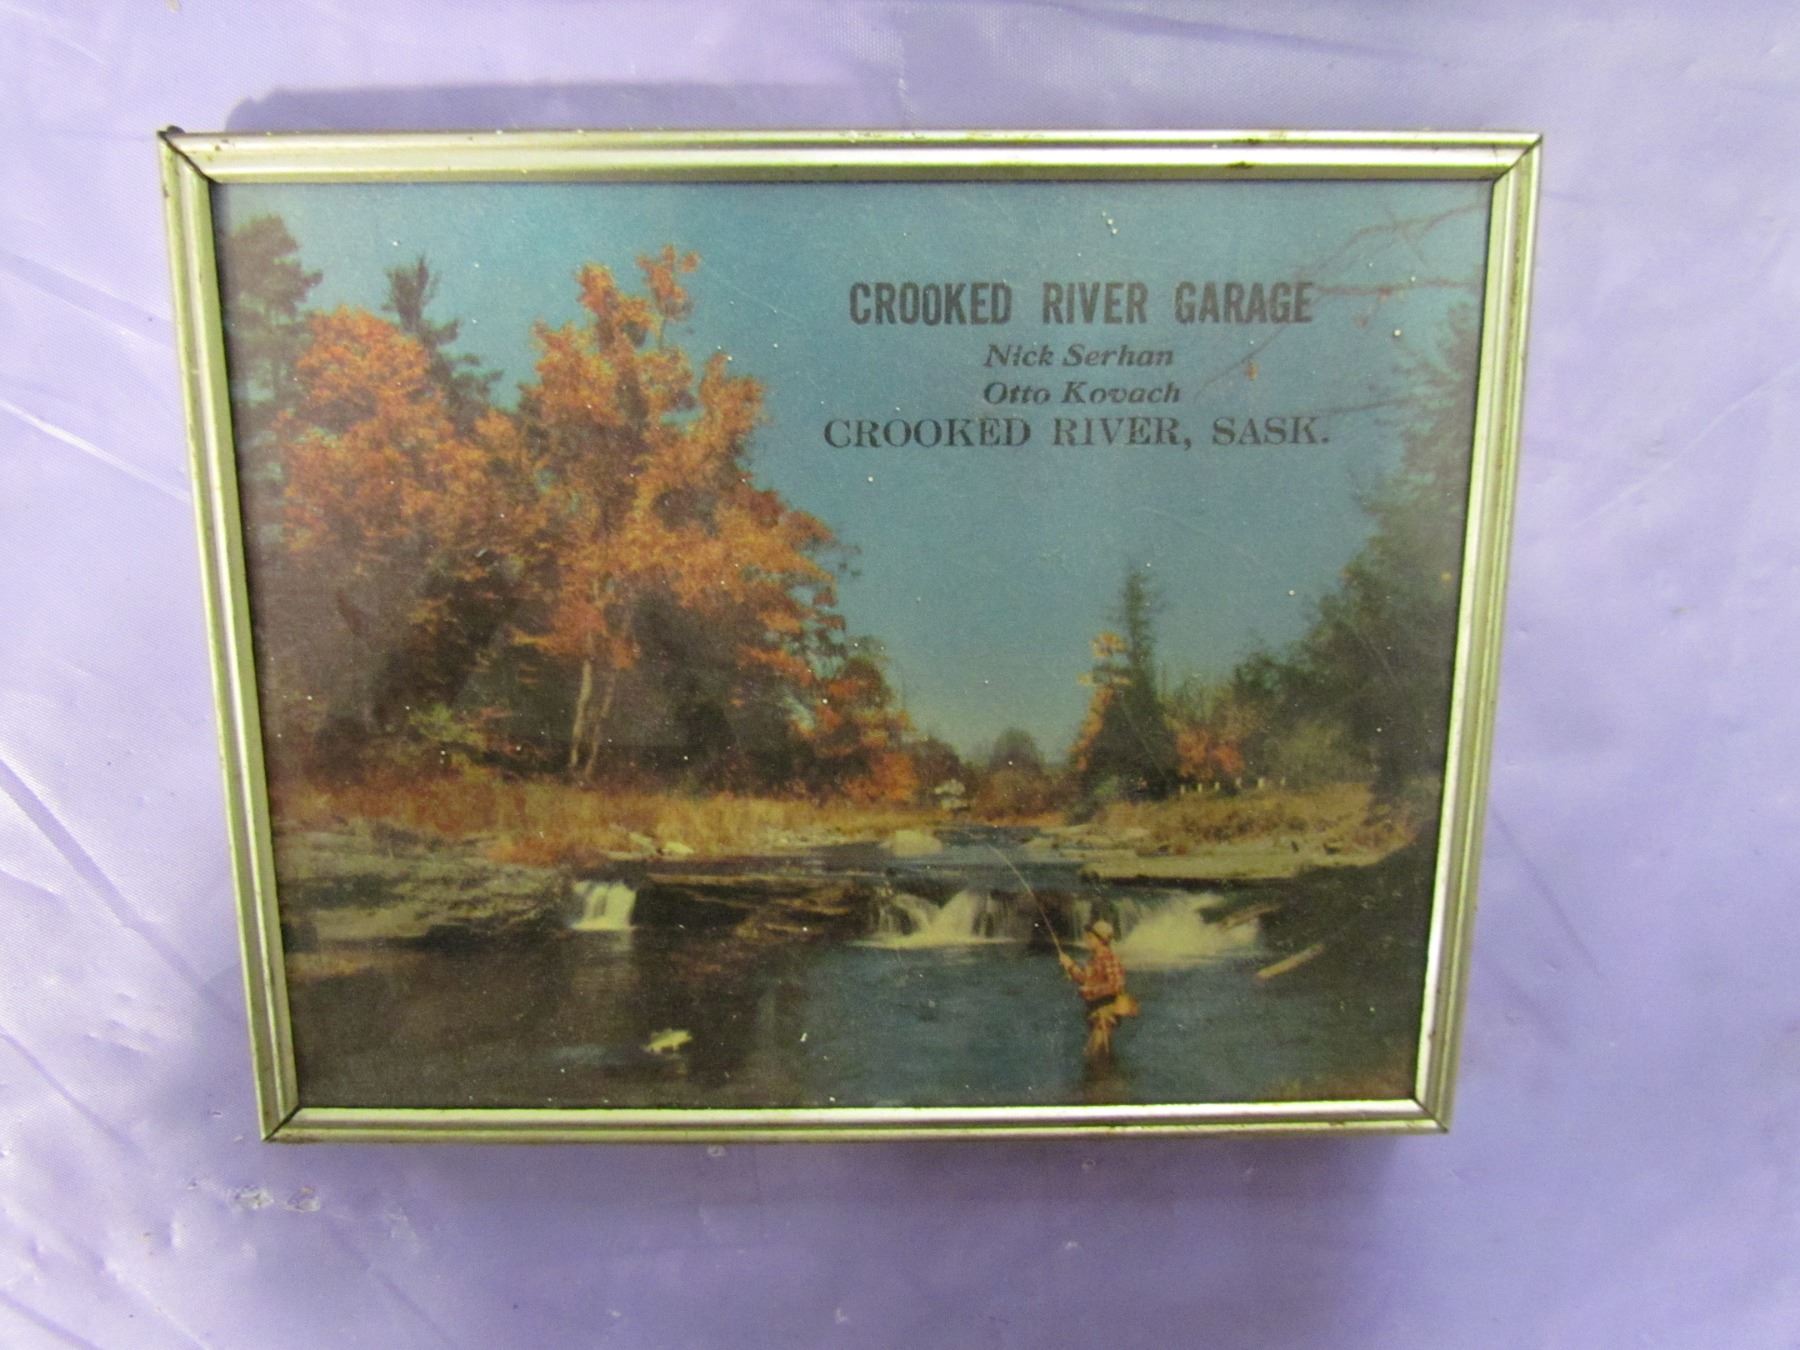 CROOKED RIVER GARAGE
Nick Serhan
Otto Kovach
CROOKED RIVER, SASK.